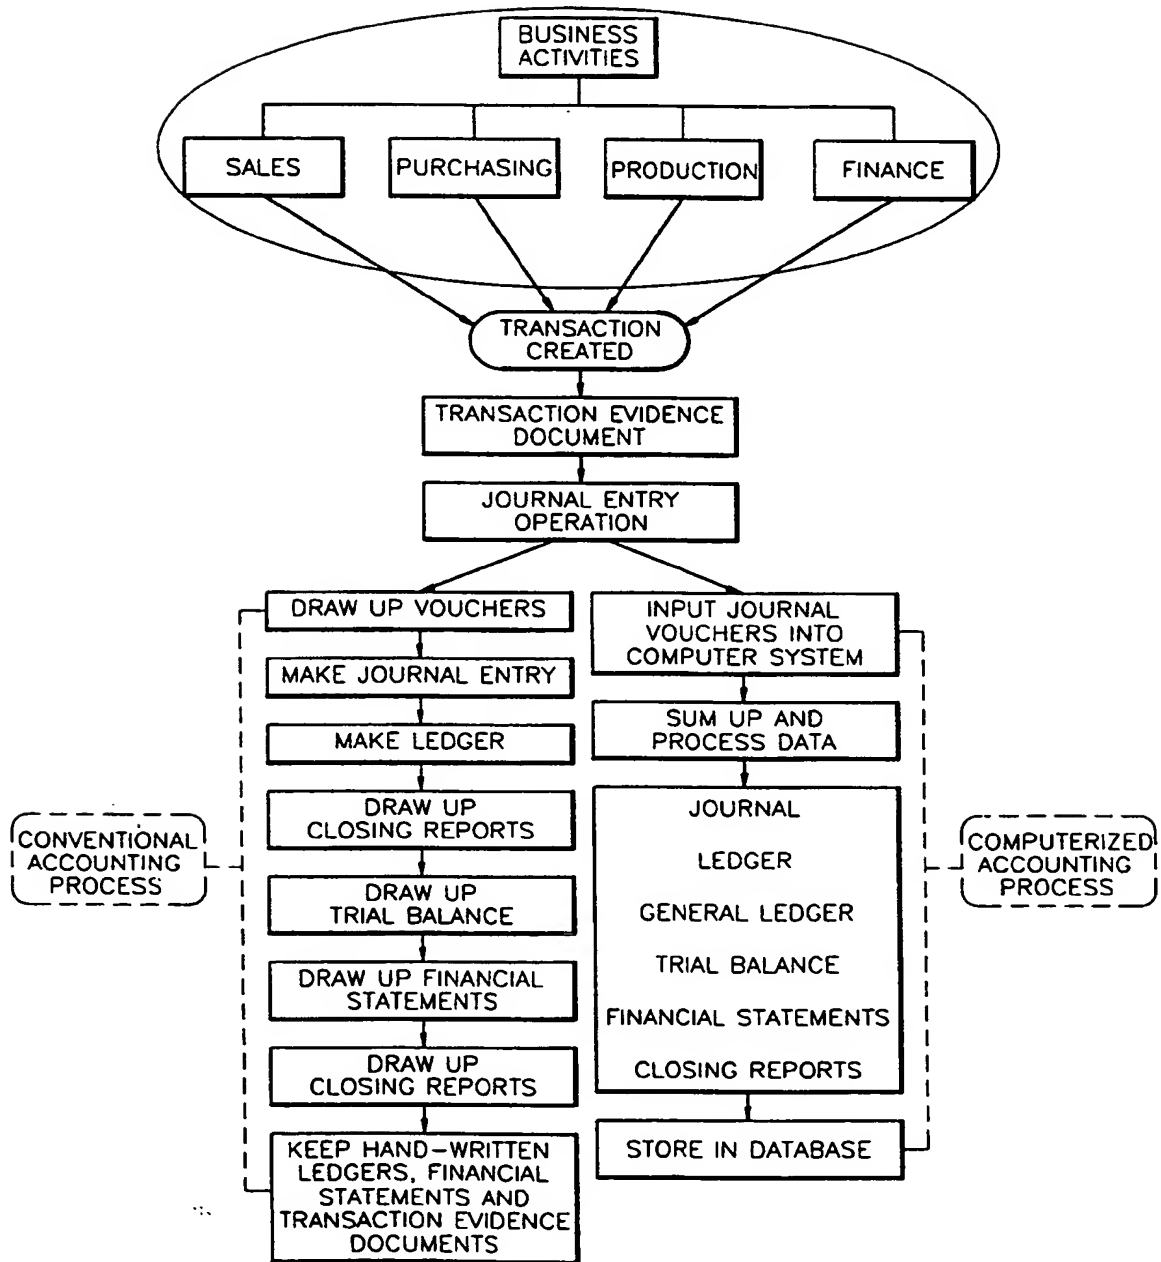 BUSINESS
ACTIVITIES
SALES
PURCHASING
PRODUCTION
FINANCE
TRANSACTION
CREATED
TRANSACTION EVIDENCE
DOCUMENT
JOURNAL ENTRY
OPERATION
DRAW UP VOUCHERS
MAKE JOURNAL ENTRY
MAKE LEDGER
DRAW UP
CLOSING REPORTS
DRAW UP
TRIAL BALANCE
DRAW UP FINANCIAL
STATEMENTS
DRAW UP
CLOSING REPORTS
KEEP HAND-WRITTEN
LEDGERS, FINANCIAL
STATEMENTS AND
TRANSACTION EVIDENCE
DOCUMENTS
CONVENTIONAL
ACCOUNTING
PROCESS
INPUT JOURNAL
VOUCHERS INTO
COMPUTER SYSTEM
SUM UP AND
PROCESS DATA
JOURNAL
LEDGER
GENERAL LEDGER
TRIAL BALANCE
FINANCIAL STATEMENTS
CLOSING REPORTS
STORE IN DATABASE
COMPUTERIZED
ACCOUNTING
PROCESS